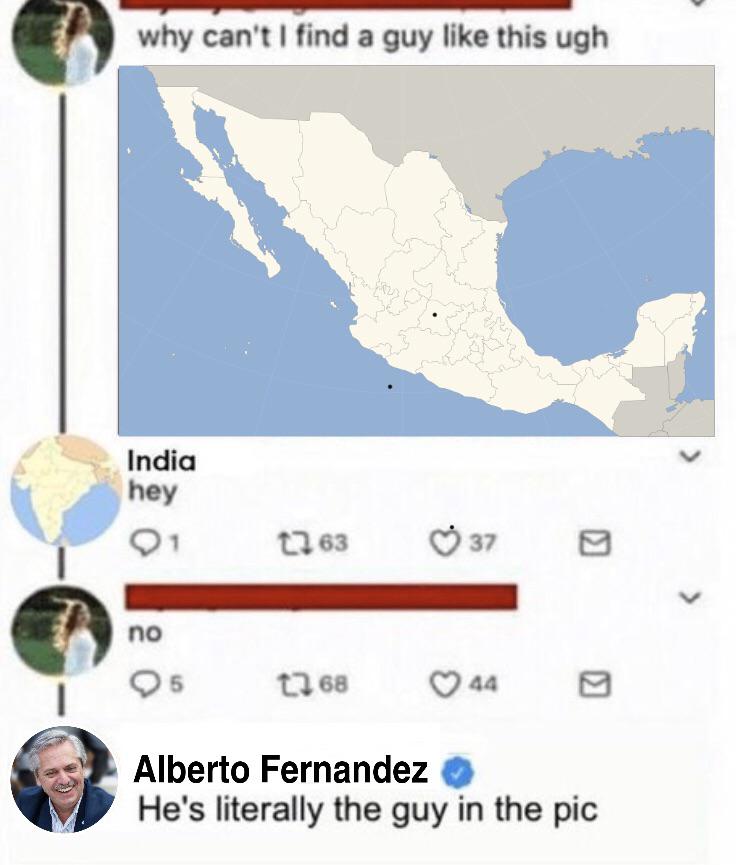 why can't I find a guy like this ugh
India
hey
1 63 37
no
5 68 44
Alberto Fernandez
He's literally the guy in the pic